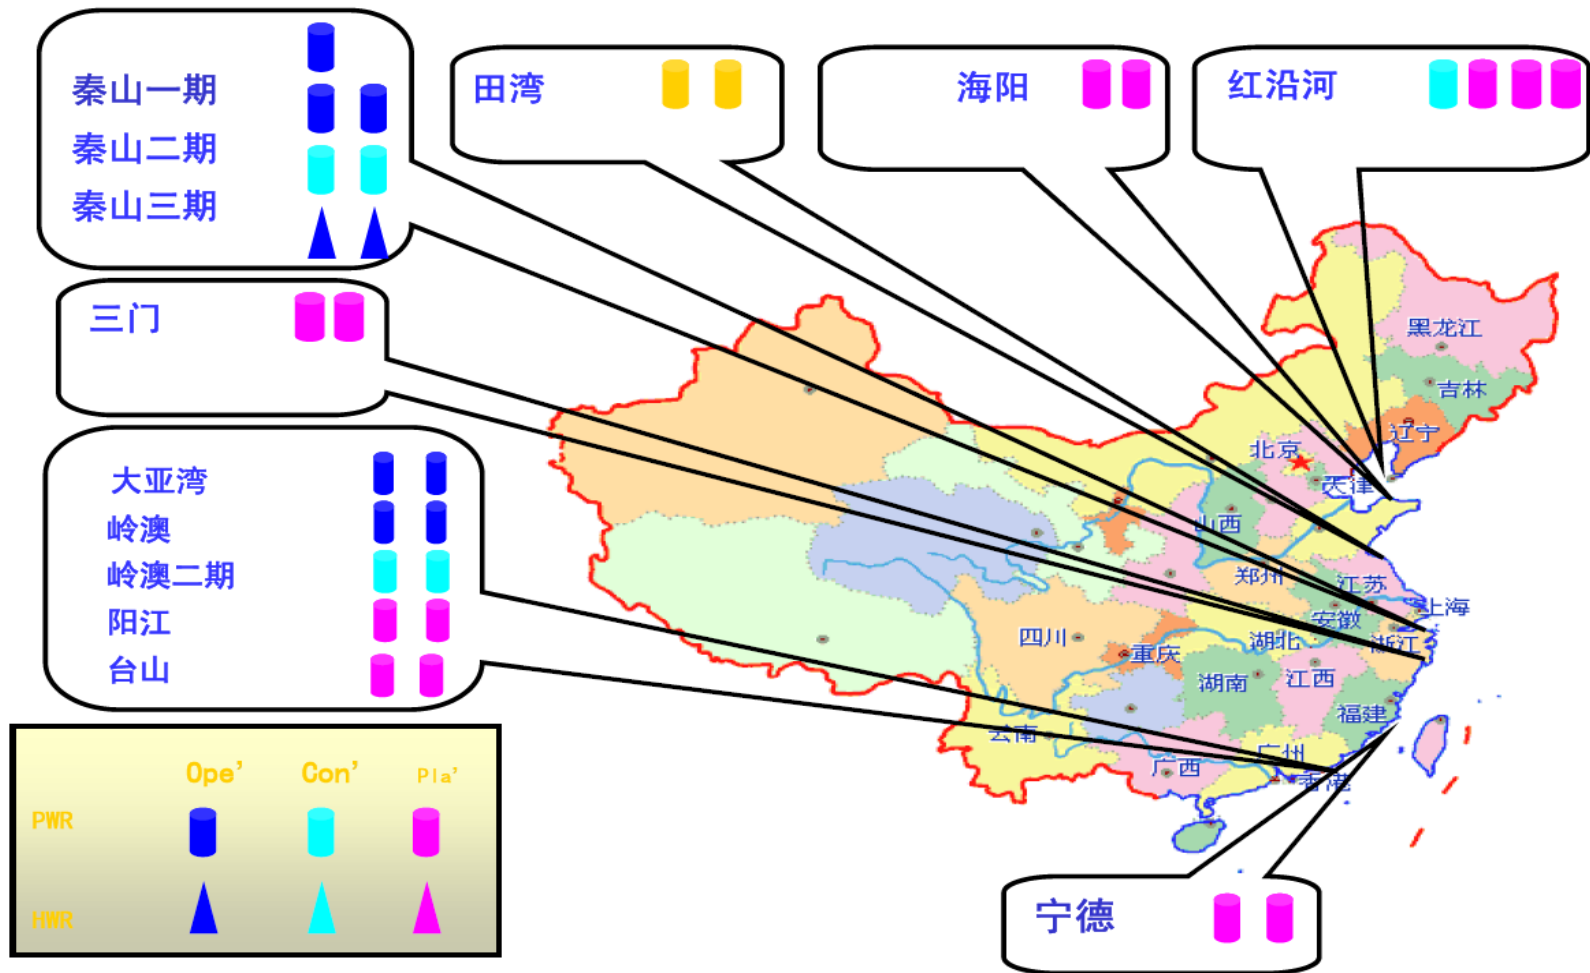 秦山一期
秦山二期
秦山三期
田湾
海阳
红沿河
三门
大亚湾
岭澳
岭澳二期
阳江
台山
Ope' Con' Pla'
PWR
HWR
宁德
黑龙江
吉林
辽宁
北京
天津
山西
郑州
江苏
上海
安徽
浙江
四川
重庆
湖北
湖南
江西
福建
云南
广西
广州
香港